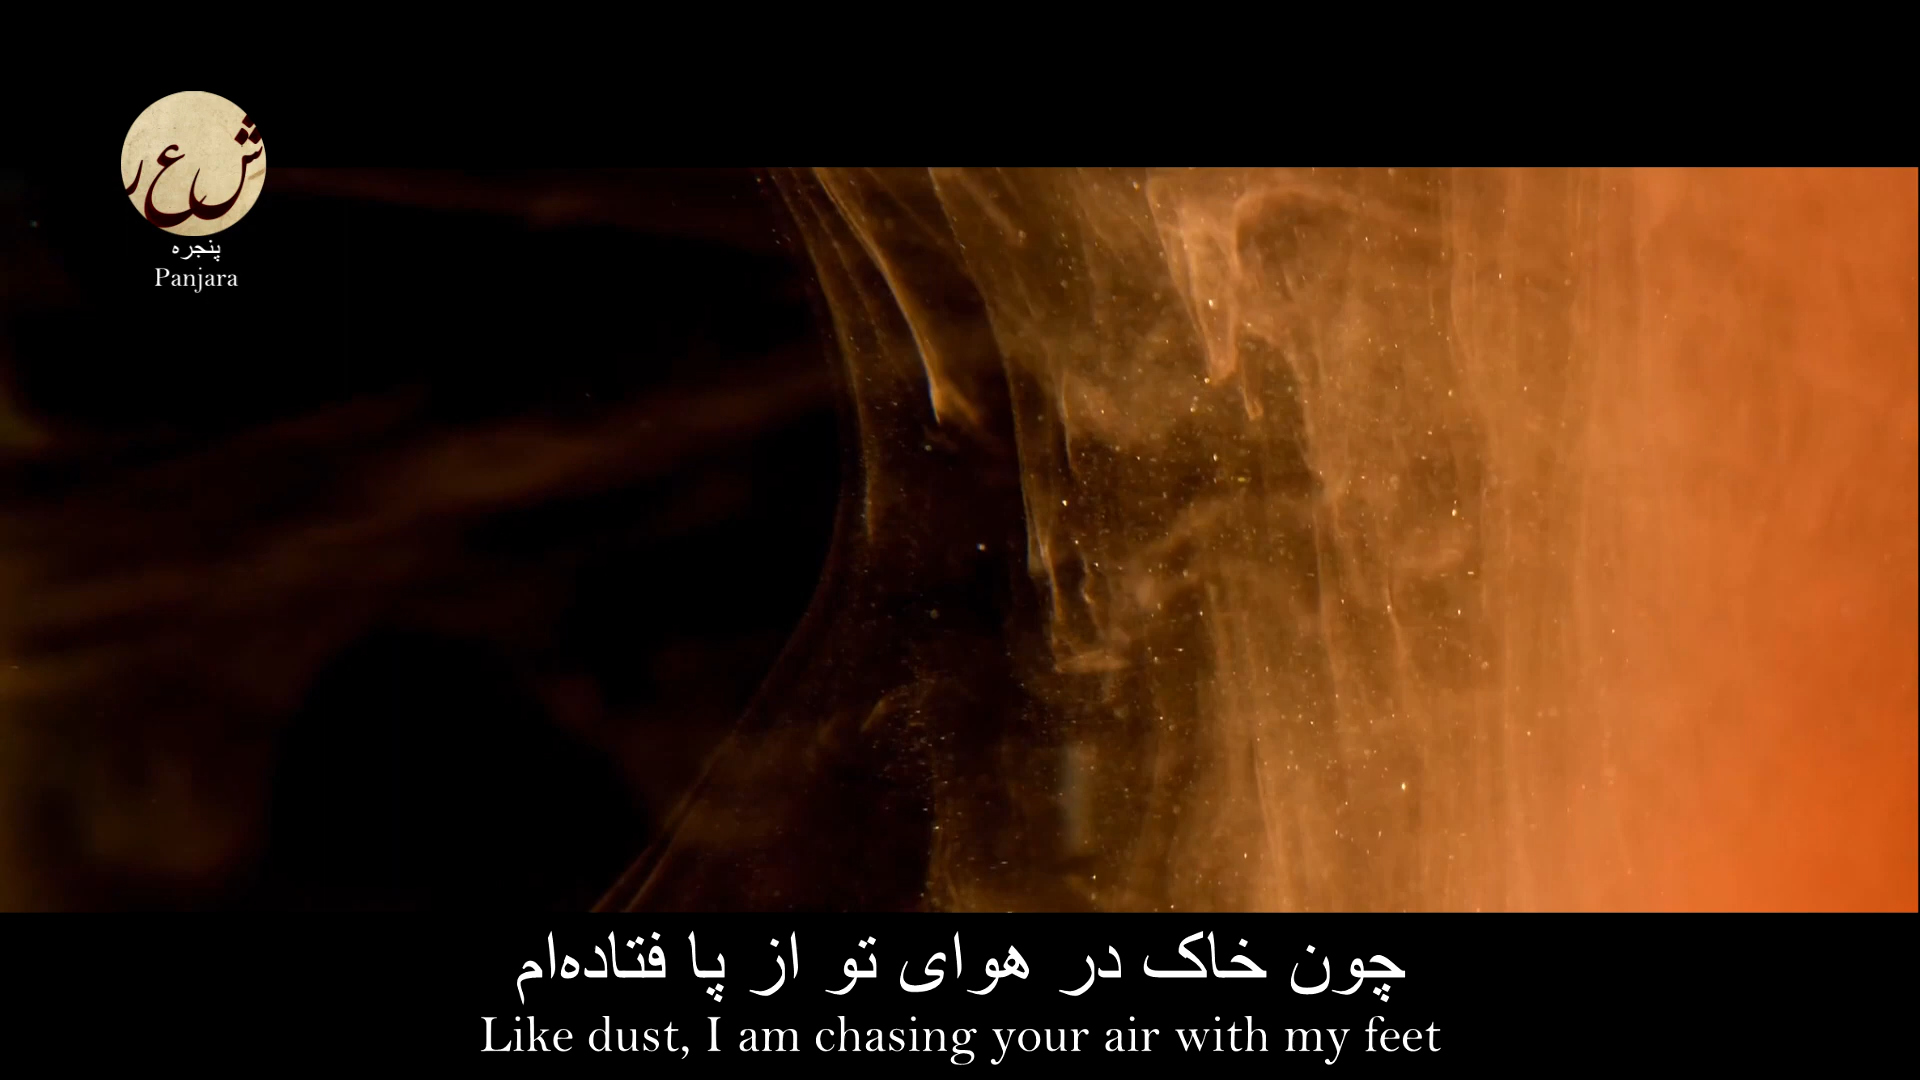 شعر
پنجره
Panjara
چون خاک در هوای تو از پا فتاده‌ام
Like dust, I am chasing your air with my feet